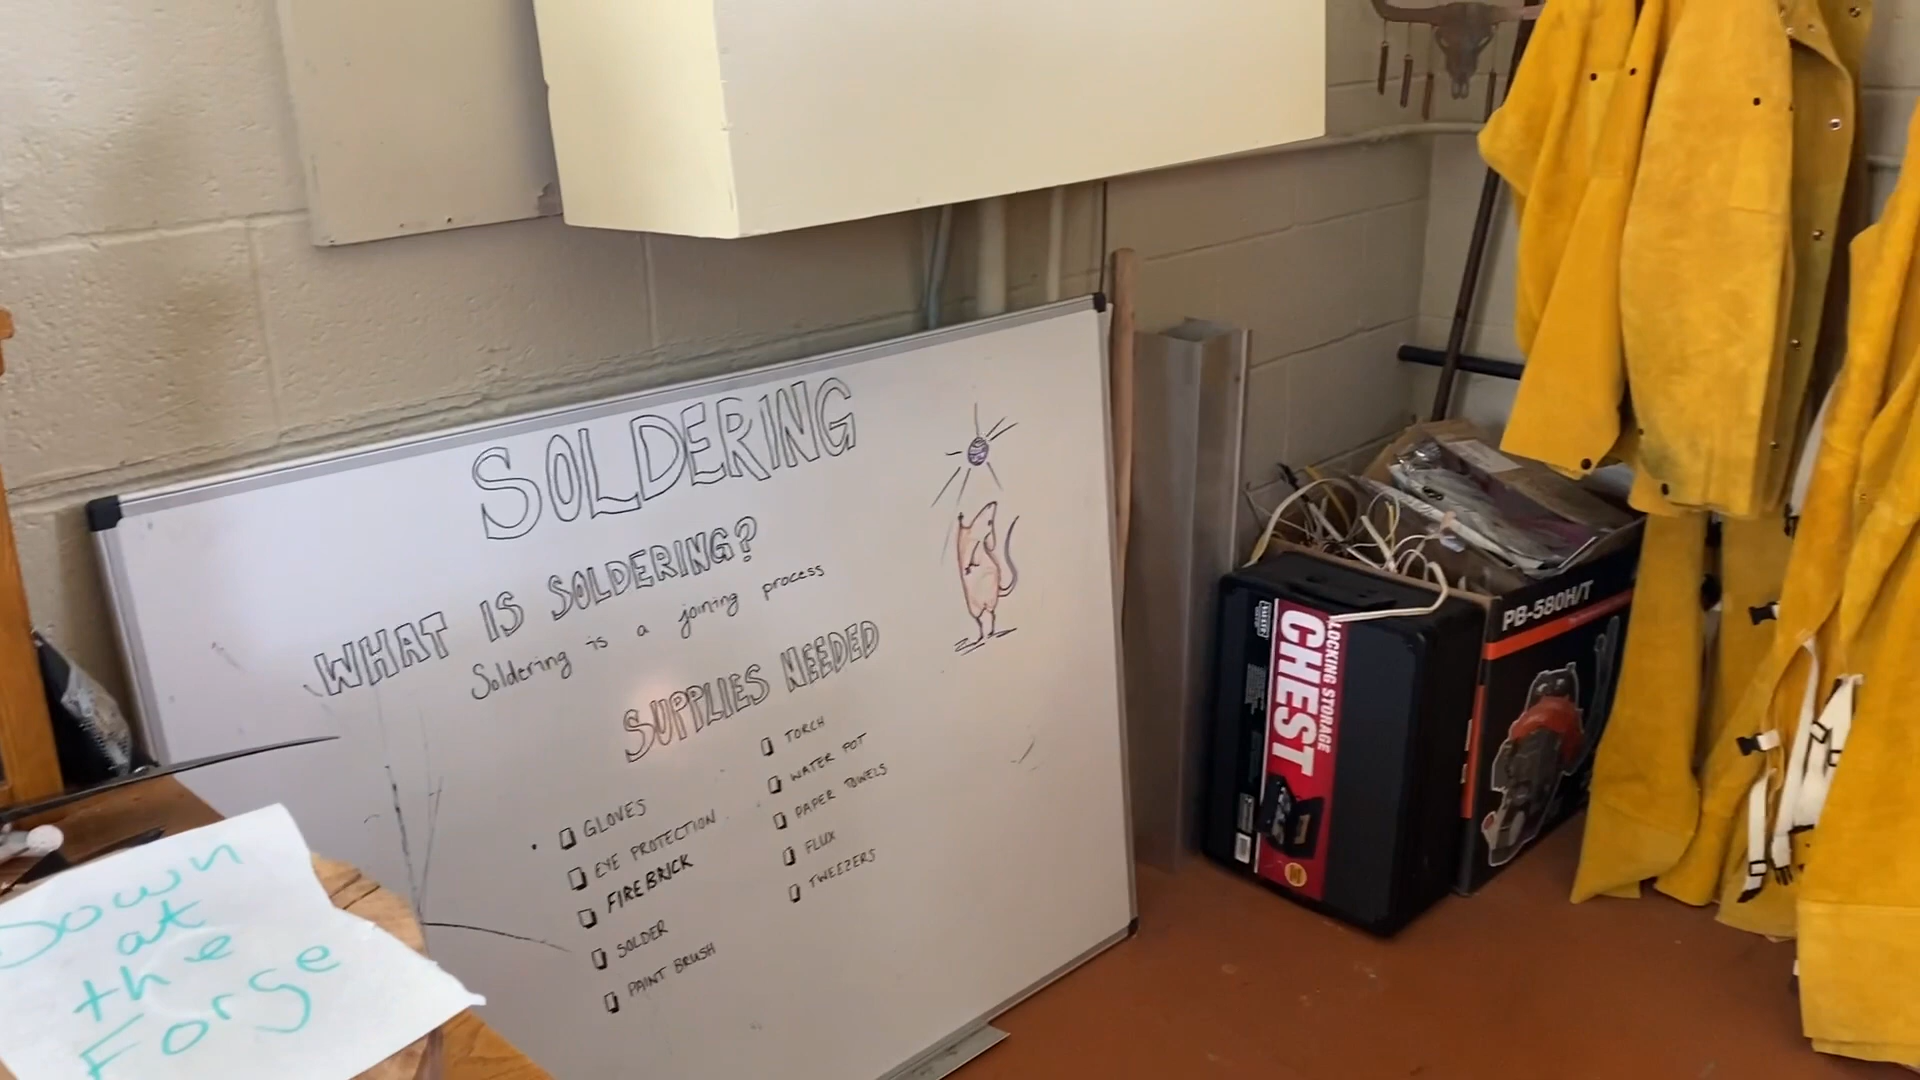 SOLDERING
WHAT IS SOLDERING?
Soldering is a joining process
SUPPLIES NEEDED
GLOVES
EYE PROTECTION
FIREBRICK
SOLDER
PAINT BRUSH
TORCH
WATER POT
PAPER TOWELS
FLUX
TWEEZERS
Down
at
the
Forge
LOCKING STORAGE
CHEST
PB-580H/T